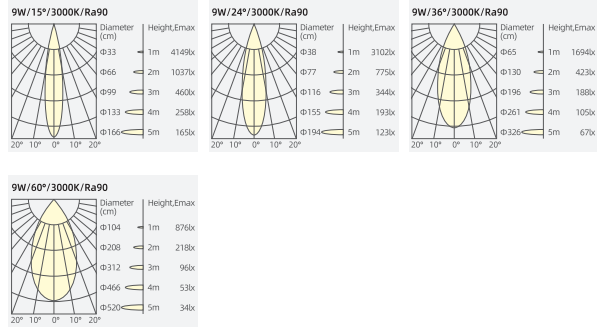 9W/15°/3000K/Ra90
Diameter Height,Emax
(cm)
Φ33 1m 4149lx
Φ66 2m 1037lx
Φ99 3m 460lx
Φ133 4m 258lx
Φ166 5m 165lx
20° 10° 0° 10° 20°
9W/24°/3000K/Ra90
Diameter Height,Emax
(cm)
Φ38 1m 3102lx
Φ77 2m 775lx
Φ116 3m 344lx
Φ155 4m 193lx
Φ194 5m 123lx
20° 10° 0° 10° 20°
9W/36°/3000K/Ra90
Diameter Height,Emax
(cm)
Φ65 1m 1694lx
Φ130 2m 423lx
Φ196 3m 188lx
Φ261 4m 105lx
Φ326 5m 67lx
20° 10° 0° 10° 20°
9W/60°/3000K/Ra90
Diameter Height,Emax
(cm)
Φ104 1m 876lx
Φ208 2m 218lx
Φ312 3m 96lx
Φ466 4m 53lx
Φ520 5m 34lx
20° 10° 0° 10° 20°